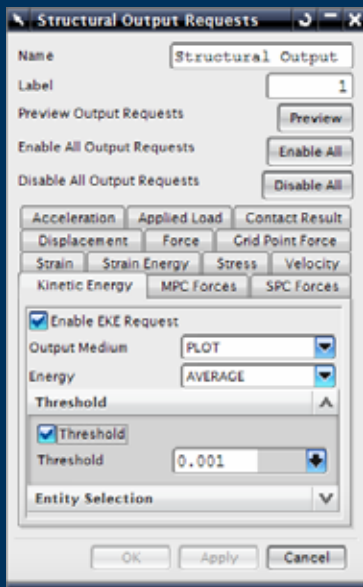 Structural Output Requests
Name Structural Output
Label 1
Preview Output Requests Preview
Enable All Output Requests Enable All
Disable All Output Requests Disable All
Acceleration Applied Load Contact Result
Displacement Force Grid Point Force
Strain Strain Energy Stress Velocity
Kinetic Energy MPC Forces SPC Forces
Enable EKE Request
Output Medium PLOT
Energy AVERAGE
Threshold
Threshold
Threshold 0.001
Entity Selection
OK Apply Cancel